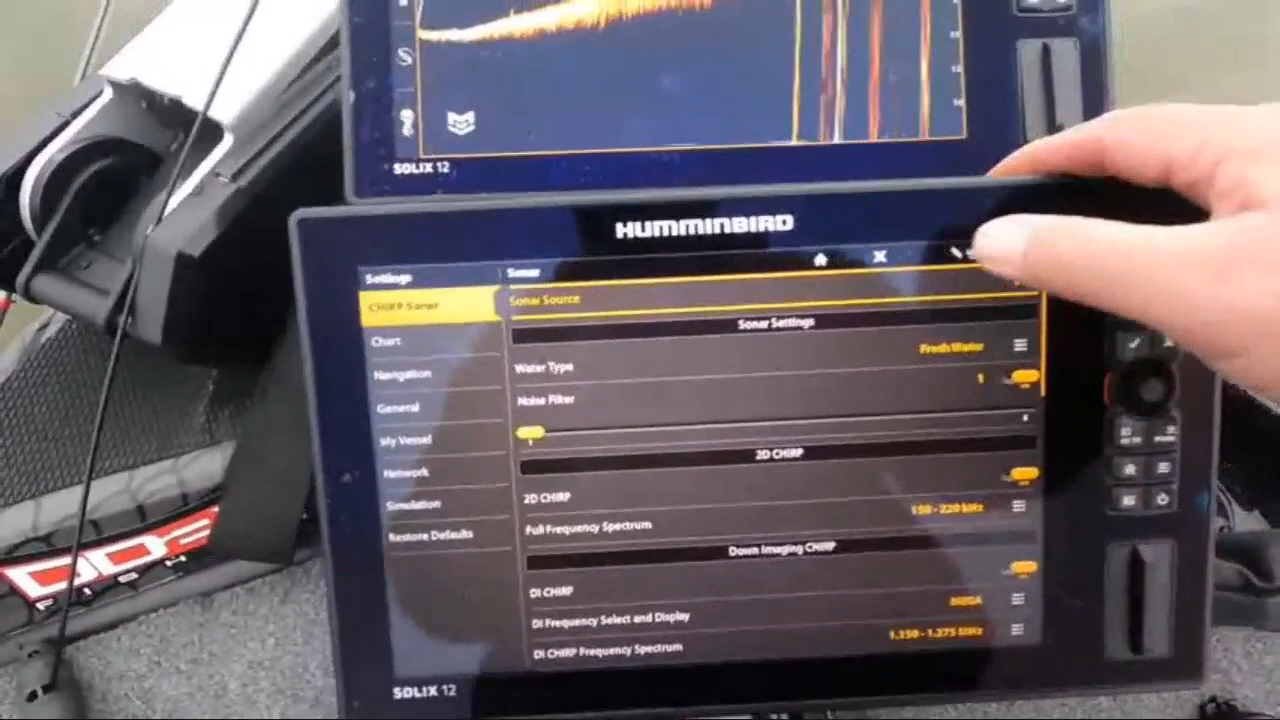 SOLIX 12
HUMMINBIRD
Settings
Sonar
CHIRP Sonar
Sonar Source
Chart
Sonar Settings
Navigation
Water Type
Fresh Water
General
Noise Filter
1
My Vessel
1
Network
2D CHIRP
Simulation
2D CHIRP
Restore Defaults
Full Frequency Spectrum
150 - 220 kHz
Down Imaging CHIRP
DI CHIRP
DI Frequency Select and Display
MEGA
DI CHIRP Frequency Spectrum
1.150 - 1.275 MHz
SOLIX 12
FISH